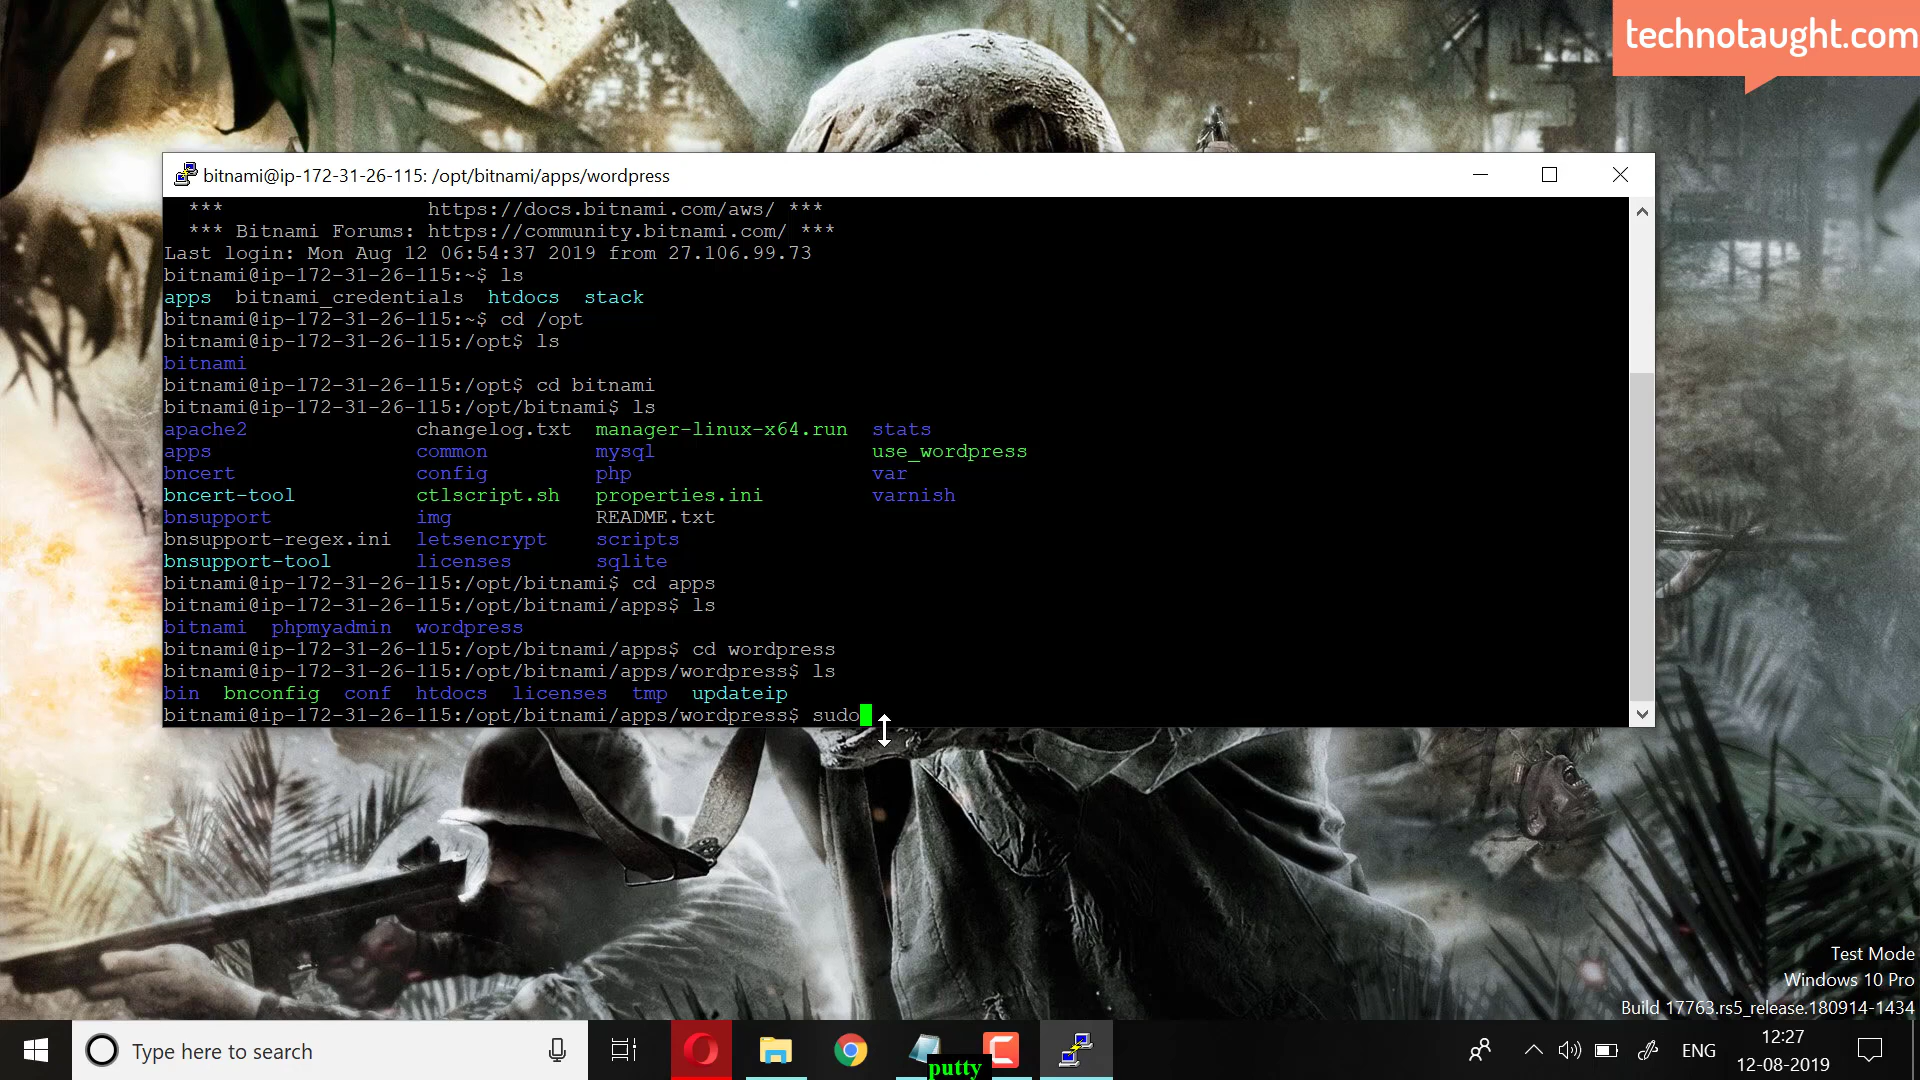 technotaught.com
bitnami@ip-172-31-26-115: /opt/bitnami/apps/wordpress
*** https://docs.bitnami.com/aws/ ***
*** Bitnami Forums: https://community.bitnami.com/ ***
Last login: Mon Aug 12 06:54:37 2019 from 27.106.99.73
bitnami@ip-172-31-26-115:~$ ls
apps bitnami_credentials htdocs stack
bitnami@ip-172-31-26-115:~$ cd /opt
bitnami@ip-172-31-26-115:/opt$ ls
bitnami
bitnami@ip-172-31-26-115:/opt$ cd bitnami
bitnami@ip-172-31-26-115:/opt/bitnami$ ls
apache2 changelog.txt manager-linux-x64.run stats
apps common mysql use_wordpress
bncert config php var
bncert-tool ctlscript.sh properties.ini varnish
bnsupport img README.txt
bnsupport-regex.ini letsencrypt scripts
bnsupport-tool licenses sqlite
bitnami@ip-172-31-26-115:/opt/bitnami$ cd apps
bitnami@ip-172-31-26-115:/opt/bitnami/apps$ ls
bitnami phpmyadmin wordpress
bitnami@ip-172-31-26-115:/opt/bitnami/apps$ cd wordpress
bitnami@ip-172-31-26-115:/opt/bitnami/apps/wordpress$ ls
bin bnconfig conf htdocs licenses tmp updateip
bitnami@ip-172-31-26-115:/opt/bitnami/apps/wordpress$ sudo
Test Mode
Windows 10 Pro
Build 17763.rs5_release.180914-1434
Type here to search
putty
ENG
12:27
12-08-2019